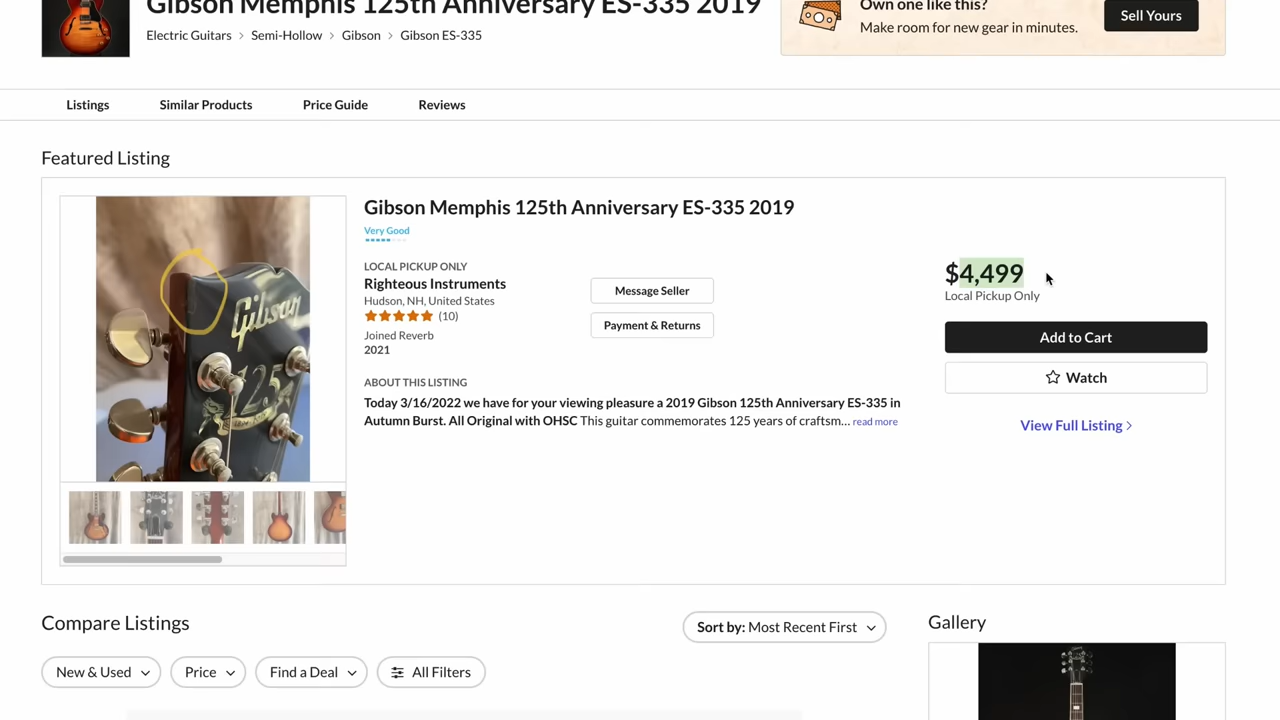 Gibson Memphis 125th Anniversary ES-335 2019
Own one like this?
Make room for new gear in minutes.
Sell Yours
Electric Guitars > Semi-Hollow > Gibson > Gibson ES-335
Listings Similar Products Price Guide Reviews
Featured Listing
Gibson
125
Gibson Memphis 125th Anniversary ES-335 2019
Very Good
LOCAL PICKUP ONLY
Righteous Instruments
Hudson, NH, United States
(10)
Joined Reverb
2021
Message Seller
Payment & Returns
ABOUT THIS LISTING
Today 3/16/2022 we have for your viewing pleasure a 2019 Gibson 125th Anniversary ES-335 in
Autumn Burst. All Original with OHSC This guitar commemorates 125 years of craftsm... read more
$4,499
Local Pickup Only
Add to Cart
Watch
View Full Listing >
Compare Listings
Sort by: Most Recent First
New & Used
Price
Find a Deal
All Filters
Gallery